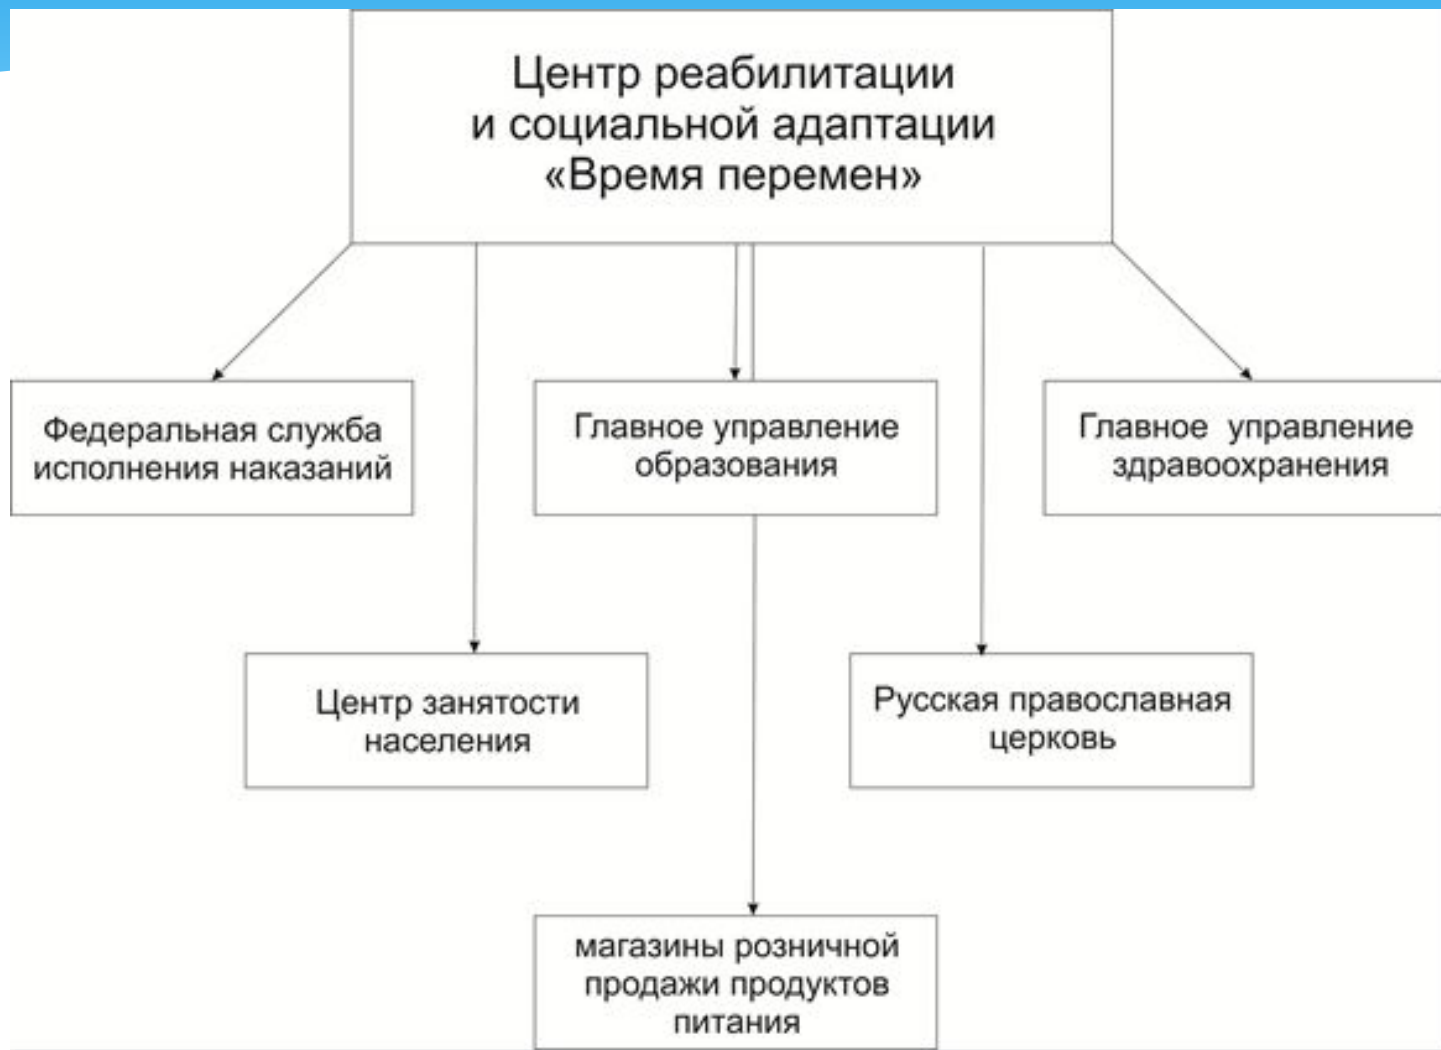 Центр реабилитации
и социальной адаптации
«Время перемен»
Федеральная служба
исполнения наказаний
Главное управление
образования
Главное управление
здравоохранения
Центр занятости
населения
Русская православная
церковь
магазины розничной
продажи продуктов
питания